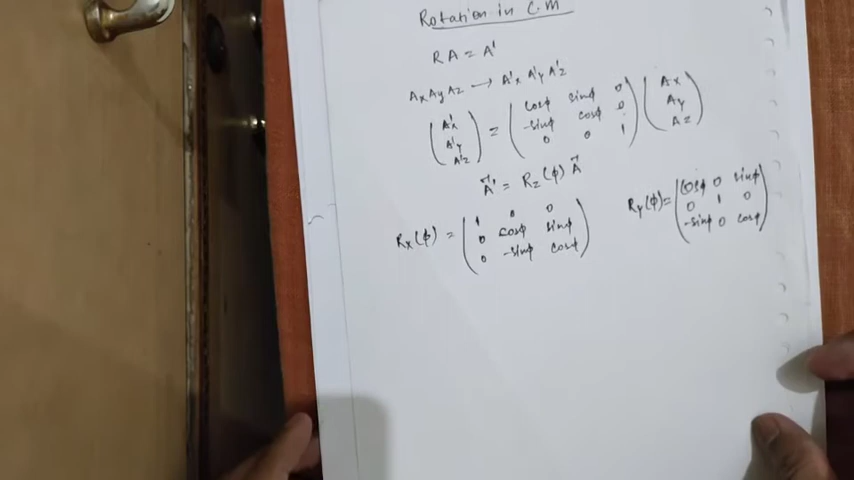 Rotation in C.M
RA = A'
Ax Ay Az → A'x A'y A'z
(A'x A'y A'z) = (cosϕ sinϕ 0 -sinϕ cosϕ 0 0 0 1) (Ax Ay Az)
A⃗' = Rz(ϕ) A⃗
Rx(ϕ) = (1 0 0 0 cosϕ sinϕ 0 -sinϕ cosϕ)
Ry(ϕ) = (cosϕ 0 sinϕ 0 1 0 -sinϕ 0 cosϕ)